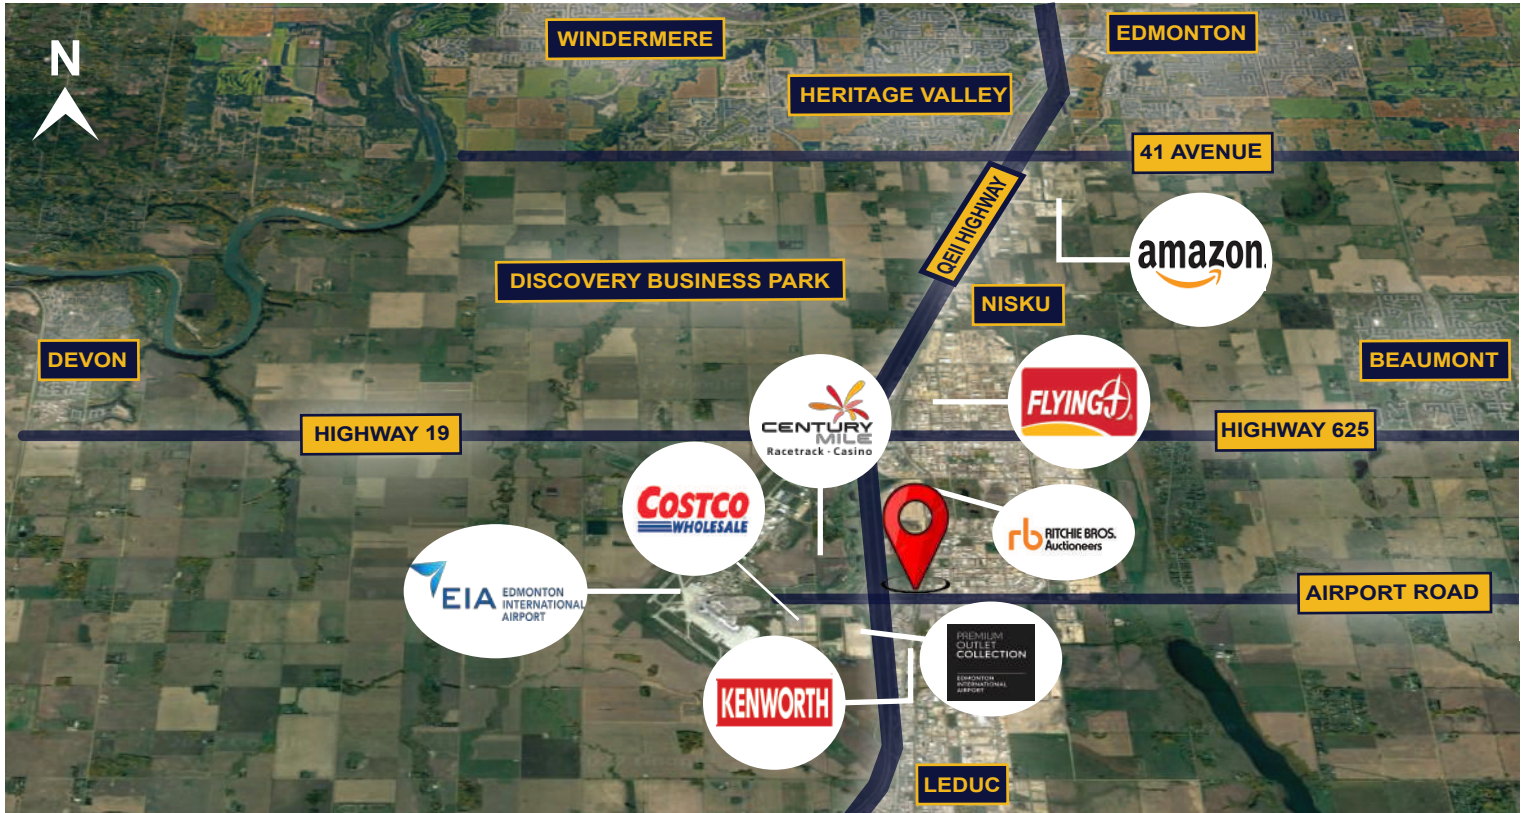 N
WINDERMERE
EDMONTON
HERITAGE VALLEY
41 AVENUE
QEII HIGHWAY
amazon
DISCOVERY BUSINESS PARK
NISKU
DEVON
BEAUMONT
FLYING J
CENTURY
MILE
Racetrack · Casino
HIGHWAY 19
HIGHWAY 625
COSTCO
WHOLESALE
rb RITCHIE BROS.
Auctioneers
EIA EDMONTON
INTERNATIONAL
AIRPORT
AIRPORT ROAD
PREMIUM
OUTLET
COLLECTION
EDMONTON
INTERNATIONAL
AIRPORT
KENWORTH
LEDUC